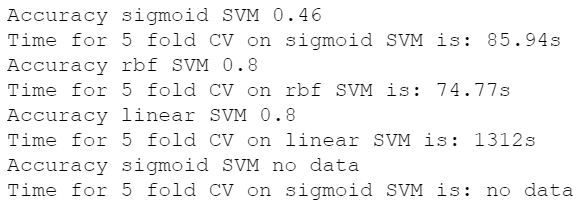 Accuracy sigmoid SVM 0.46
Time for 5 fold CV on sigmoid SVM is: 85.94s
Accuracy rbf SVM 0.8
Time for 5 fold CV on rbf SVM is: 74.77s
Accuracy linear SVM 0.8
Time for 5 fold CV on linear SVM is: 1312s
Accuracy sigmoid SVM no data
Time for 5 fold CV on sigmoid SVM is: no data